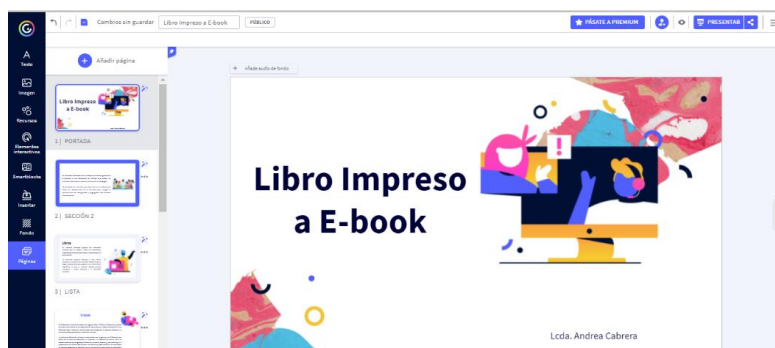 Cambios sin guardar
Libro Impreso a E-book
PÚBLICO
PÁSATE A PREMIUM
PRESENTAR
Texto
Imagen
Recursos
Elementos
interactivos
Smartblocks
Insertar
Fondo
Páginas
Añadir página
Libro Impreso
a E-book
1 | PORTADA
2 | SECCIÓN 2
3 | LISTA
Añade audio de fondo
Libro Impreso
a E-book
Lcda. Andrea Cabrera